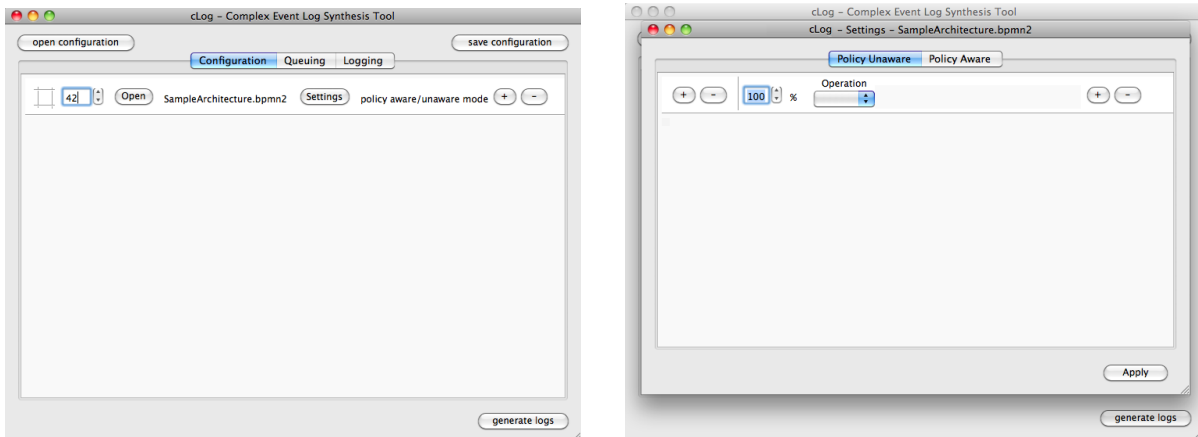 cLog – Complex Event Log Synthesis Tool
open configuration save configuration
Configuration Queuing Logging
42 Open SampleArchitecture.bpmn2 Settings policy aware/unaware mode + -
generate logs
cLog – Complex Event Log Synthesis Tool
cLog – Settings – SampleArchitecture.bpmn2
Policy Unaware Policy Aware
Operation
+ - 100 % + -
Apply
generate logs